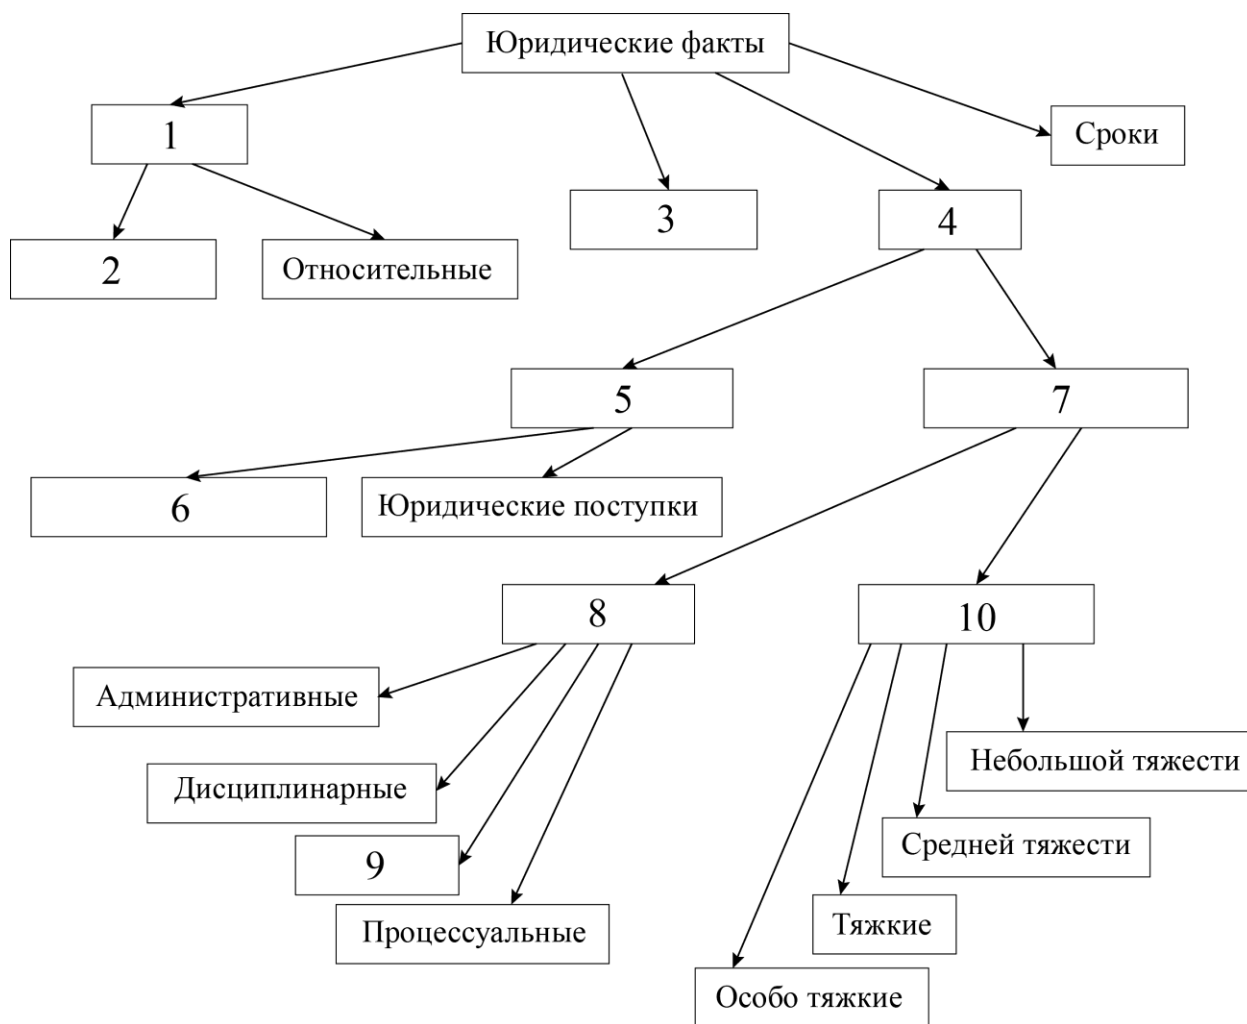 Юридические факты
1
Сроки
3
4
2
Относительные
5
7
6
Юридические поступки
8
10
Административные
Небольшой тяжести
Дисциплинарные
Средней тяжести
9
Тяжкие
Процессуальные
Особо тяжкие